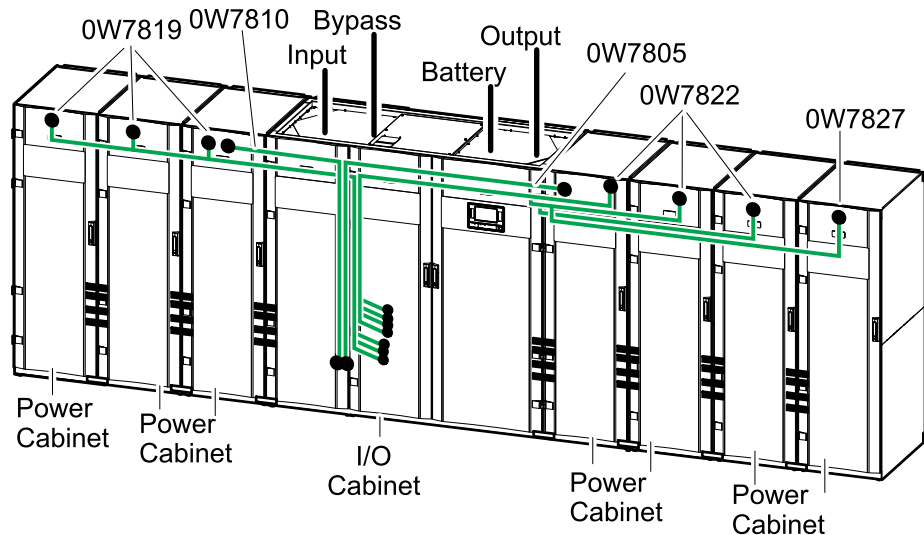 0W7819
0W7810
Bypass
Input
Output
Battery
0W7805
0W7822
0W7827
Power
Cabinet
Power
Cabinet
I/O
Cabinet
Power
Cabinet
Power
Cabinet